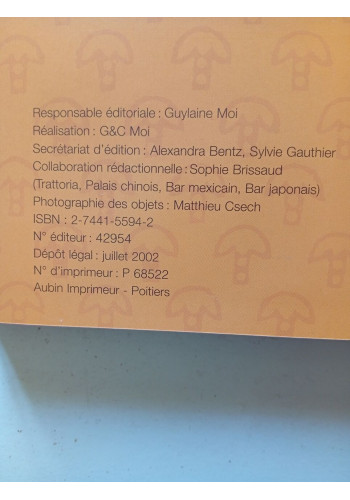 Responsable éditoriale : Guylaine Moi
Réalisation : G&C Moi
Secrétariat d'édition : Alexandra Bentz, Sylvie Gauthier
Collaboration rédactionnelle : Sophie Brissaud
(Trattoria, Palais chinois, Bar mexicain, Bar japonais)
Photographie des objets : Matthieu Csech
ISBN : 2-7441-5594-2
N° éditeur : 42954
Dépôt légal : juillet 2002
N° d'imprimeur : P 68522
Aubin Imprimeur - Poitiers